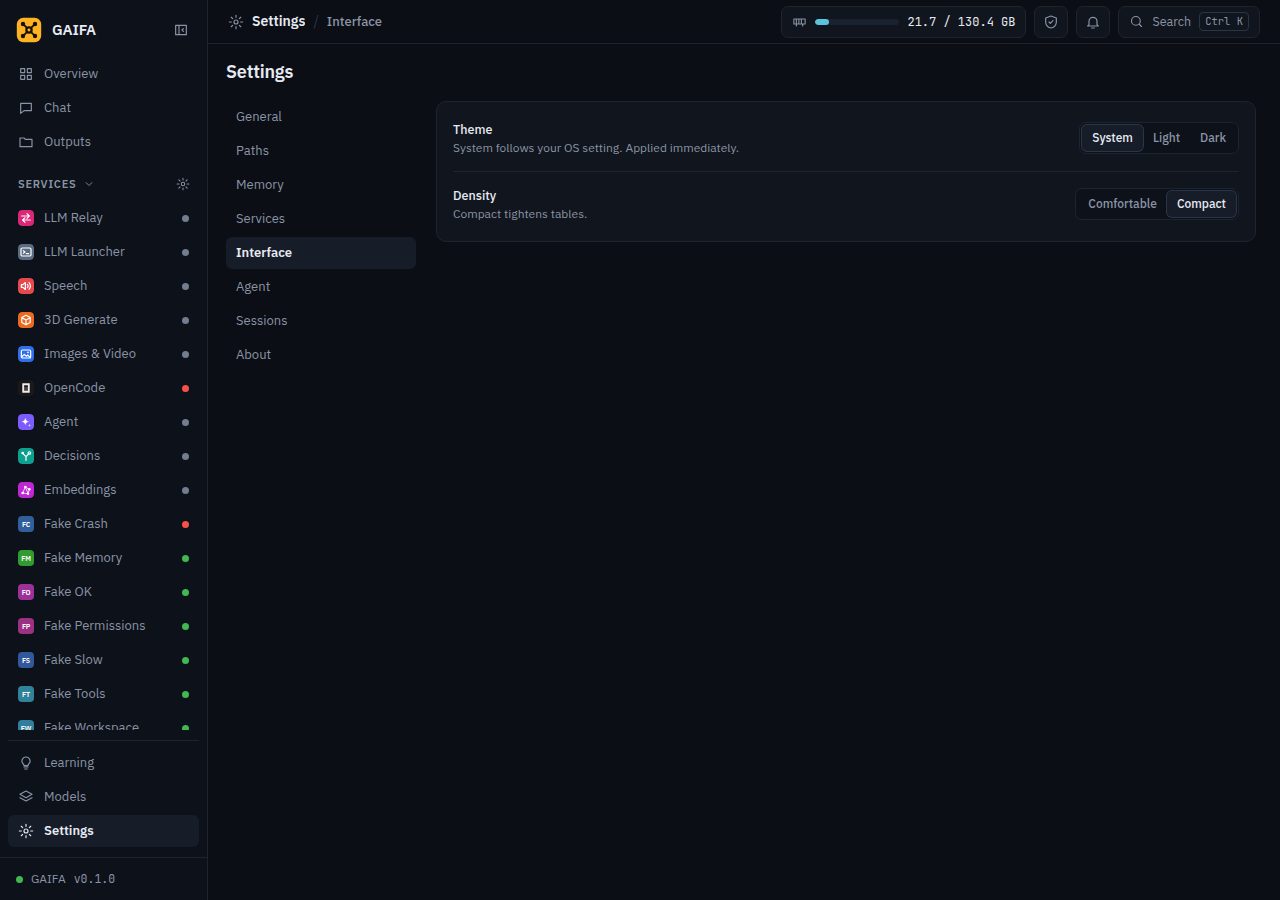 GAIFA
Settings / Interface
21.7 / 130.4 GB
Search Ctrl K
Overview
Chat
Outputs
SERVICES
LLM Relay
LLM Launcher
Speech
3D Generate
Images & Video
OpenCode
Agent
Decisions
Embeddings
FC Fake Crash
FM Fake Memory
FO Fake OK
FP Fake Permissions
FS Fake Slow
FT Fake Tools
FW Fake Workspace
Learning
Models
Settings
GAIFA v0.1.0
Settings
General
Paths
Memory
Services
Interface
Agent
Sessions
About
Theme
System follows your OS setting. Applied immediately.
System Light Dark
Density
Compact tightens tables.
Comfortable Compact